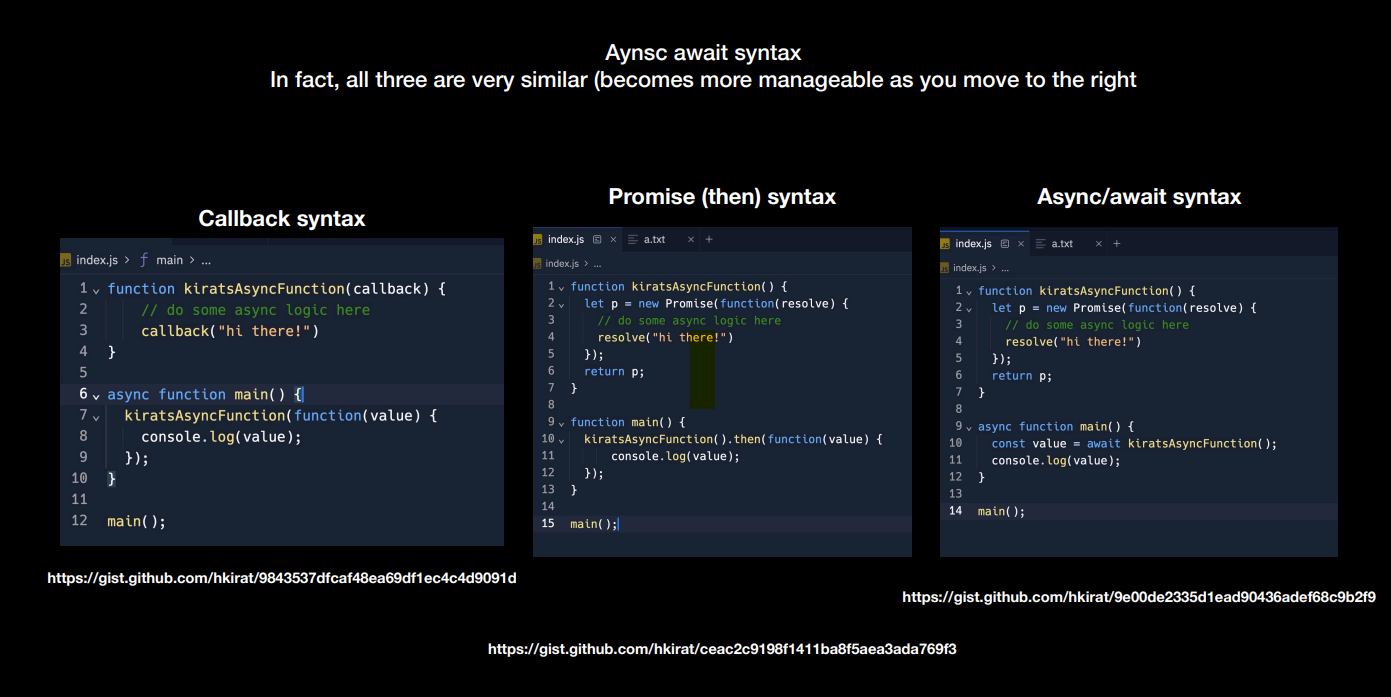 Aynsc await syntax
In fact, all three are very similar (becomes more manageable as you move to the right
Callback syntax
index.js > ƒ main > ...
1 function kiratsAsyncFunction(callback) {
2 // do some async logic here
3 callback("hi there!")
4 }
5
6 async function main() {
7 kiratsAsyncFunction(function(value) {
8 console.log(value);
9 });
10 }
11
12 main();
https://gist.github.com/hkirat/9843537dfcaf48ea69df1ec4c4d9091d
Promise (then) syntax
JS index.js × a.txt × +
JS index.js > ...
1 function kiratsAsyncFunction() {
2 let p = new Promise(function(resolve) {
3 // do some async logic here
4 resolve("hi there!")
5 });
6 return p;
7 }
8
9 function main() {
10 kiratsAsyncFunction().then(function(value) {
11 console.log(value);
12 });
13 }
14
15 main();
https://gist.github.com/hkirat/ceac2c9198f1411ba8f5aea3ada769f3
Async/await syntax
JS index.js × a.txt × +
JS index.js > ...
1 function kiratsAsyncFunction() {
2 let p = new Promise(function(resolve) {
3 // do some async logic here
4 resolve("hi there!")
5 });
6 return p;
7 }
8
9 async function main() {
10 const value = await kiratsAsyncFunction();
11 console.log(value);
12 }
13
14 main();
https://gist.github.com/hkirat/9e00de2335d1ead90436adef68c9b2f9